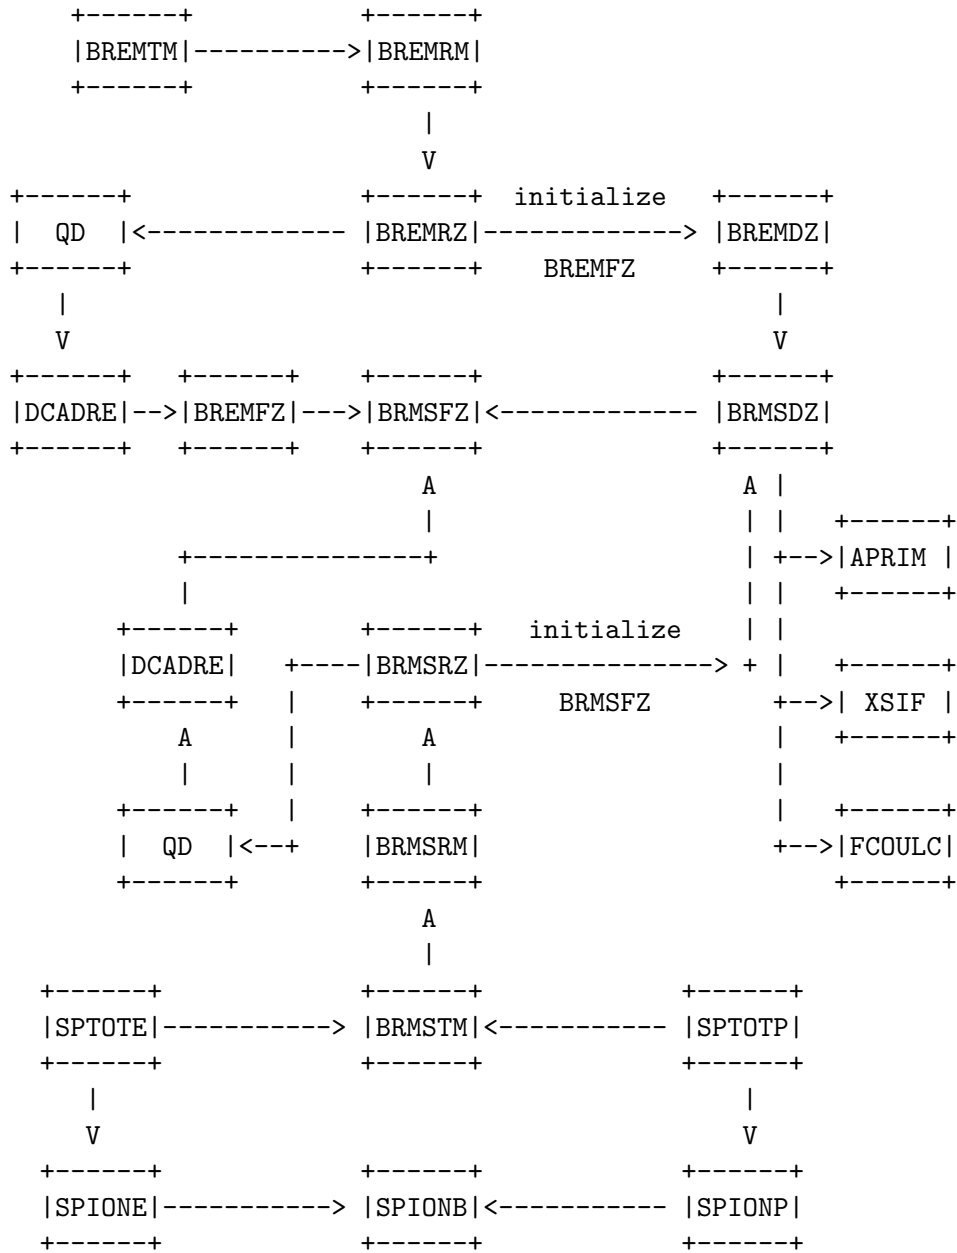 +------+           +------+
|BREMTM|---------->|BREMRM|
+------+           +------+
|
V
+------+           +------+  initialize   +------+
|  QD  |<------------- |BREMRZ|-------------> |BREMDZ|
+------+           +------+    BREMFZ     +------+
|                                         |
V                                         V
+------+   +------+    +------+               +------+
|DCADRE|-->|BREMFZ|--->|BRMSFZ|<------------- |BRMSDZ|
+------+   +------+    +------+               +------+
A                    A |
|                    | |   +------+
+---------------+                    | +-->|APRIM |
|                                    | |   +------+
+------+        +------+   initialize    | |
|DCADRE|   +----|BRMSRZ|---------------> + |   +------+
+------+   |    +------+     BRMSFZ        +-->| XSIF |
A      |        A                      |   +------+
|      |        |                      |
+------+   |    +------+                   |   +------+
|  QD  |<--+    |BRMSRM|                   +-->|FCOULC|
+------+        +------+                       +------+
A
|
+------+             +------+             +------+
|SPTOTE|-----------> |BRMSTM|<----------- |SPTOTP|
+------+             +------+             +------+
|                                         |
V                                         V
+------+             +------+             +------+
|SPIONE|-----------> |SPIONB|<----------- |SPIONP|
+------+             +------+             +------+